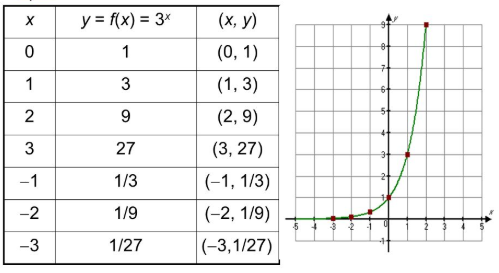 x y = f(x) = 3ˣ (x, y)
0 1 (0, 1)
1 3 (1, 3)
2 9 (2, 9)
3 27 (3, 27)
−1 1/3 (−1, 1/3)
−2 1/9 (−2, 1/9)
−3 1/27 (−3,1/27)
y
9
8
7
6
5
4
3
2
1
-5 -4 -3 -2 -1 0 1 2 3 4 5 x
-1